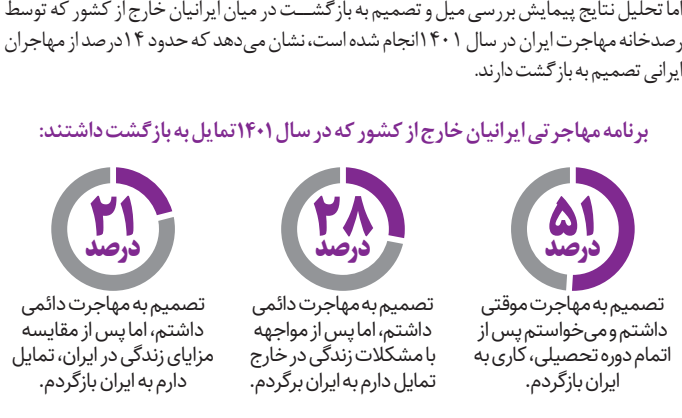 اما تحلیل نتایج پیمایش بررسی میل و تصمیم به بازگشت در میان ایرانیان خارج از کشور که توسط
رصدخانه مهاجرت ایران در سال ۱۴۰۱ انجام شده است، نشان می‌دهد که حدود ۱۴درصد از مهاجران
ایرانی تصمیم به بازگشت دارند.
برنامه مهاجرتی ایرانیان خارج از کشور که در سال ۱۴۰۱تمایل به بازگشت داشتند:
۵۱
درصد
تصمیم به مهاجرت موقتی
داشتم و می‌خواستم پس از
اتمام دوره تحصیلی، کاری به
ایران بازگردم.
۲۸
درصد
تصمیم به مهاجرت دائمی
داشتم، اما پس از مواجهه
با مشکلات زندگی در خارج
تمایل دارم به ایران برگردم.
۲۱
درصد
تصمیم به مهاجرت دائمی
داشتم، اما پس از مقایسه
مزایای زندگی در ایران، تمایل
دارم به ایران بازگردم.